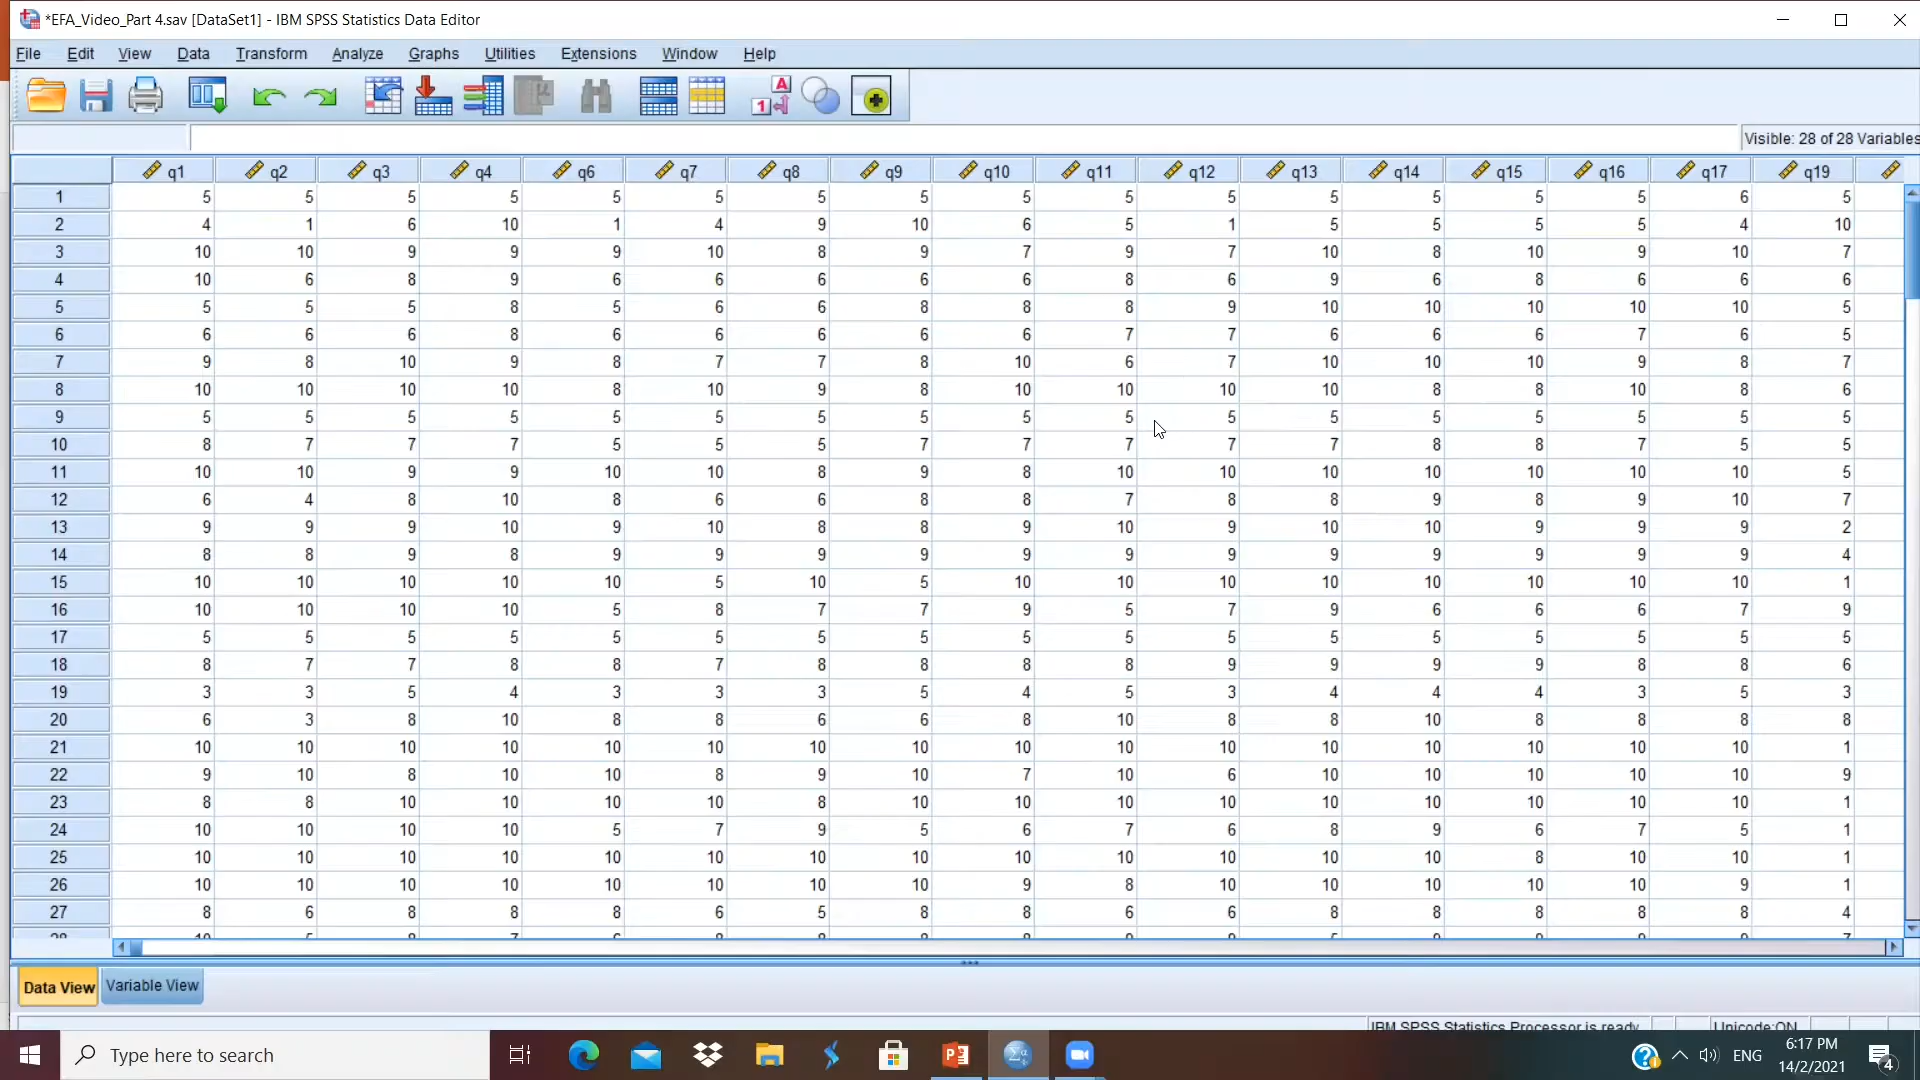 *EFA_Video_Part 4.sav [DataSet1] - IBM SPSS Statistics Data Editor
File Edit View Data Transform Analyze Graphs Utilities Extensions Window Help
Visible: 28 of 28 Variables
q1 q2 q3 q4 q6 q7 q8 q9 q10 q11 q12 q13 q14 q15 q16 q17 q19
1 5 5 5 5 5 5 5 5 5 5 5 5 5 5 5 6 5
2 4 1 6 10 1 4 9 10 6 5 1 5 5 5 5 4 10
3 10 10 9 9 9 10 8 9 7 9 7 10 8 10 9 10 7
4 10 6 8 9 6 6 6 6 6 8 6 9 6 8 6 6 6
5 5 5 5 8 5 6 6 8 8 8 9 10 10 10 10 10 5
6 6 6 6 8 6 6 6 6 6 7 7 6 6 6 7 6 5
7 9 8 10 9 8 7 7 8 10 6 7 10 10 10 9 8 7
8 10 10 10 10 8 10 9 8 10 10 10 10 8 8 10 8 6
9 5 5 5 5 5 5 5 5 5 5 5 5 5 5 5 5 5
10 8 7 7 7 5 5 5 7 7 7 7 7 8 8 7 5 5
11 10 10 9 9 10 10 8 9 8 10 10 10 10 10 10 10 5
12 6 4 8 10 8 6 6 8 8 7 8 8 9 8 9 10 7
13 9 9 9 10 9 10 8 8 9 10 9 10 10 9 9 9 2
14 8 8 9 8 9 9 9 9 9 9 9 9 9 9 9 9 4
15 10 10 10 10 10 5 10 5 10 10 10 10 10 10 10 10 1
16 10 10 10 10 5 8 7 7 9 5 7 9 6 6 6 7 9
17 5 5 5 5 5 5 5 5 5 5 5 5 5 5 5 5 5
18 8 7 7 8 8 7 8 8 8 8 9 9 9 9 8 8 6
19 3 3 5 4 3 3 3 5 4 5 3 4 4 4 3 5 3
20 6 3 8 10 8 8 6 6 8 10 8 8 10 8 8 8 8
21 10 10 10 10 10 10 10 10 10 10 10 10 10 10 10 10 1
22 9 10 8 10 10 8 9 10 7 10 6 10 10 10 10 10 9
23 8 8 10 10 10 10 8 10 10 10 10 10 10 10 10 10 1
24 10 10 10 10 5 7 9 5 6 7 6 8 9 6 7 5 1
25 10 10 10 10 10 10 10 10 10 10 10 10 10 8 10 10 1
26 10 10 10 10 10 10 10 10 9 8 10 10 10 10 10 9 1
27 8 6 8 8 8 6 5 8 8 6 6 8 8 8 8 8 4
Data View Variable View
IBM SPSS Statistics Processor is ready Unicode:ON
Type here to search
ENG
6:17 PM
14/2/2021
4